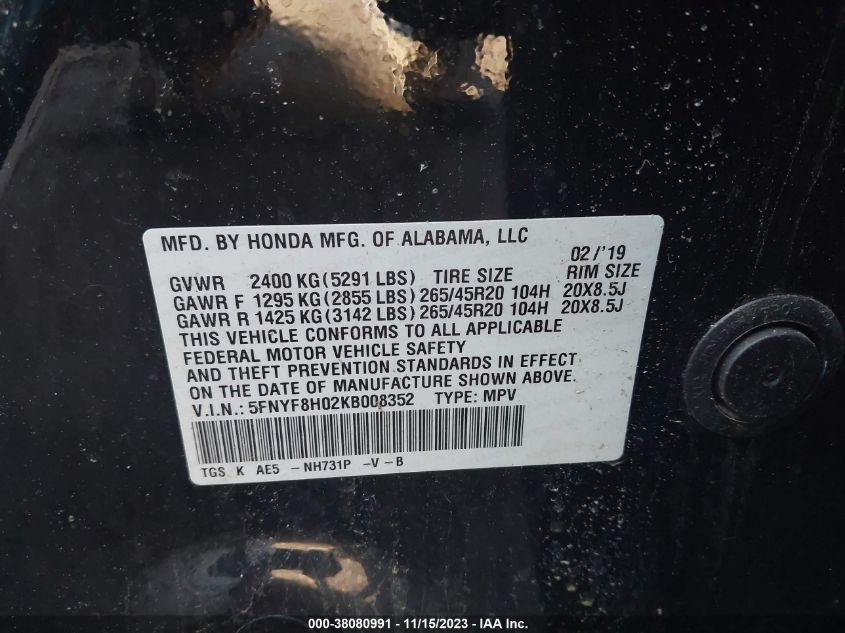 MFD. BY HONDA MFG. OF ALABAMA, LLC
02/'19
GVWR 2400 KG(5291 LBS) TIRE SIZE RIM SIZE
GAWR F 1295 KG(2855 LBS) 265/45R20 104H 20X8.5J
GAWR R 1425 KG(3142 LBS) 265/45R20 104H 20X8.5J
THIS VEHICLE CONFORMS TO ALL APPLICABLE
FEDERAL MOTOR VEHICLE SAFETY
AND THEFT PREVENTION STANDARDS IN EFFECT
ON THE DATE OF MANUFACTURE SHOWN ABOVE.
V.I.N.: 5FNYF8H02KB008352 TYPE: MPV
TGS K AE5 - NH731P -V - B
000-38080991 - 11/15/2023 - IAA Inc.